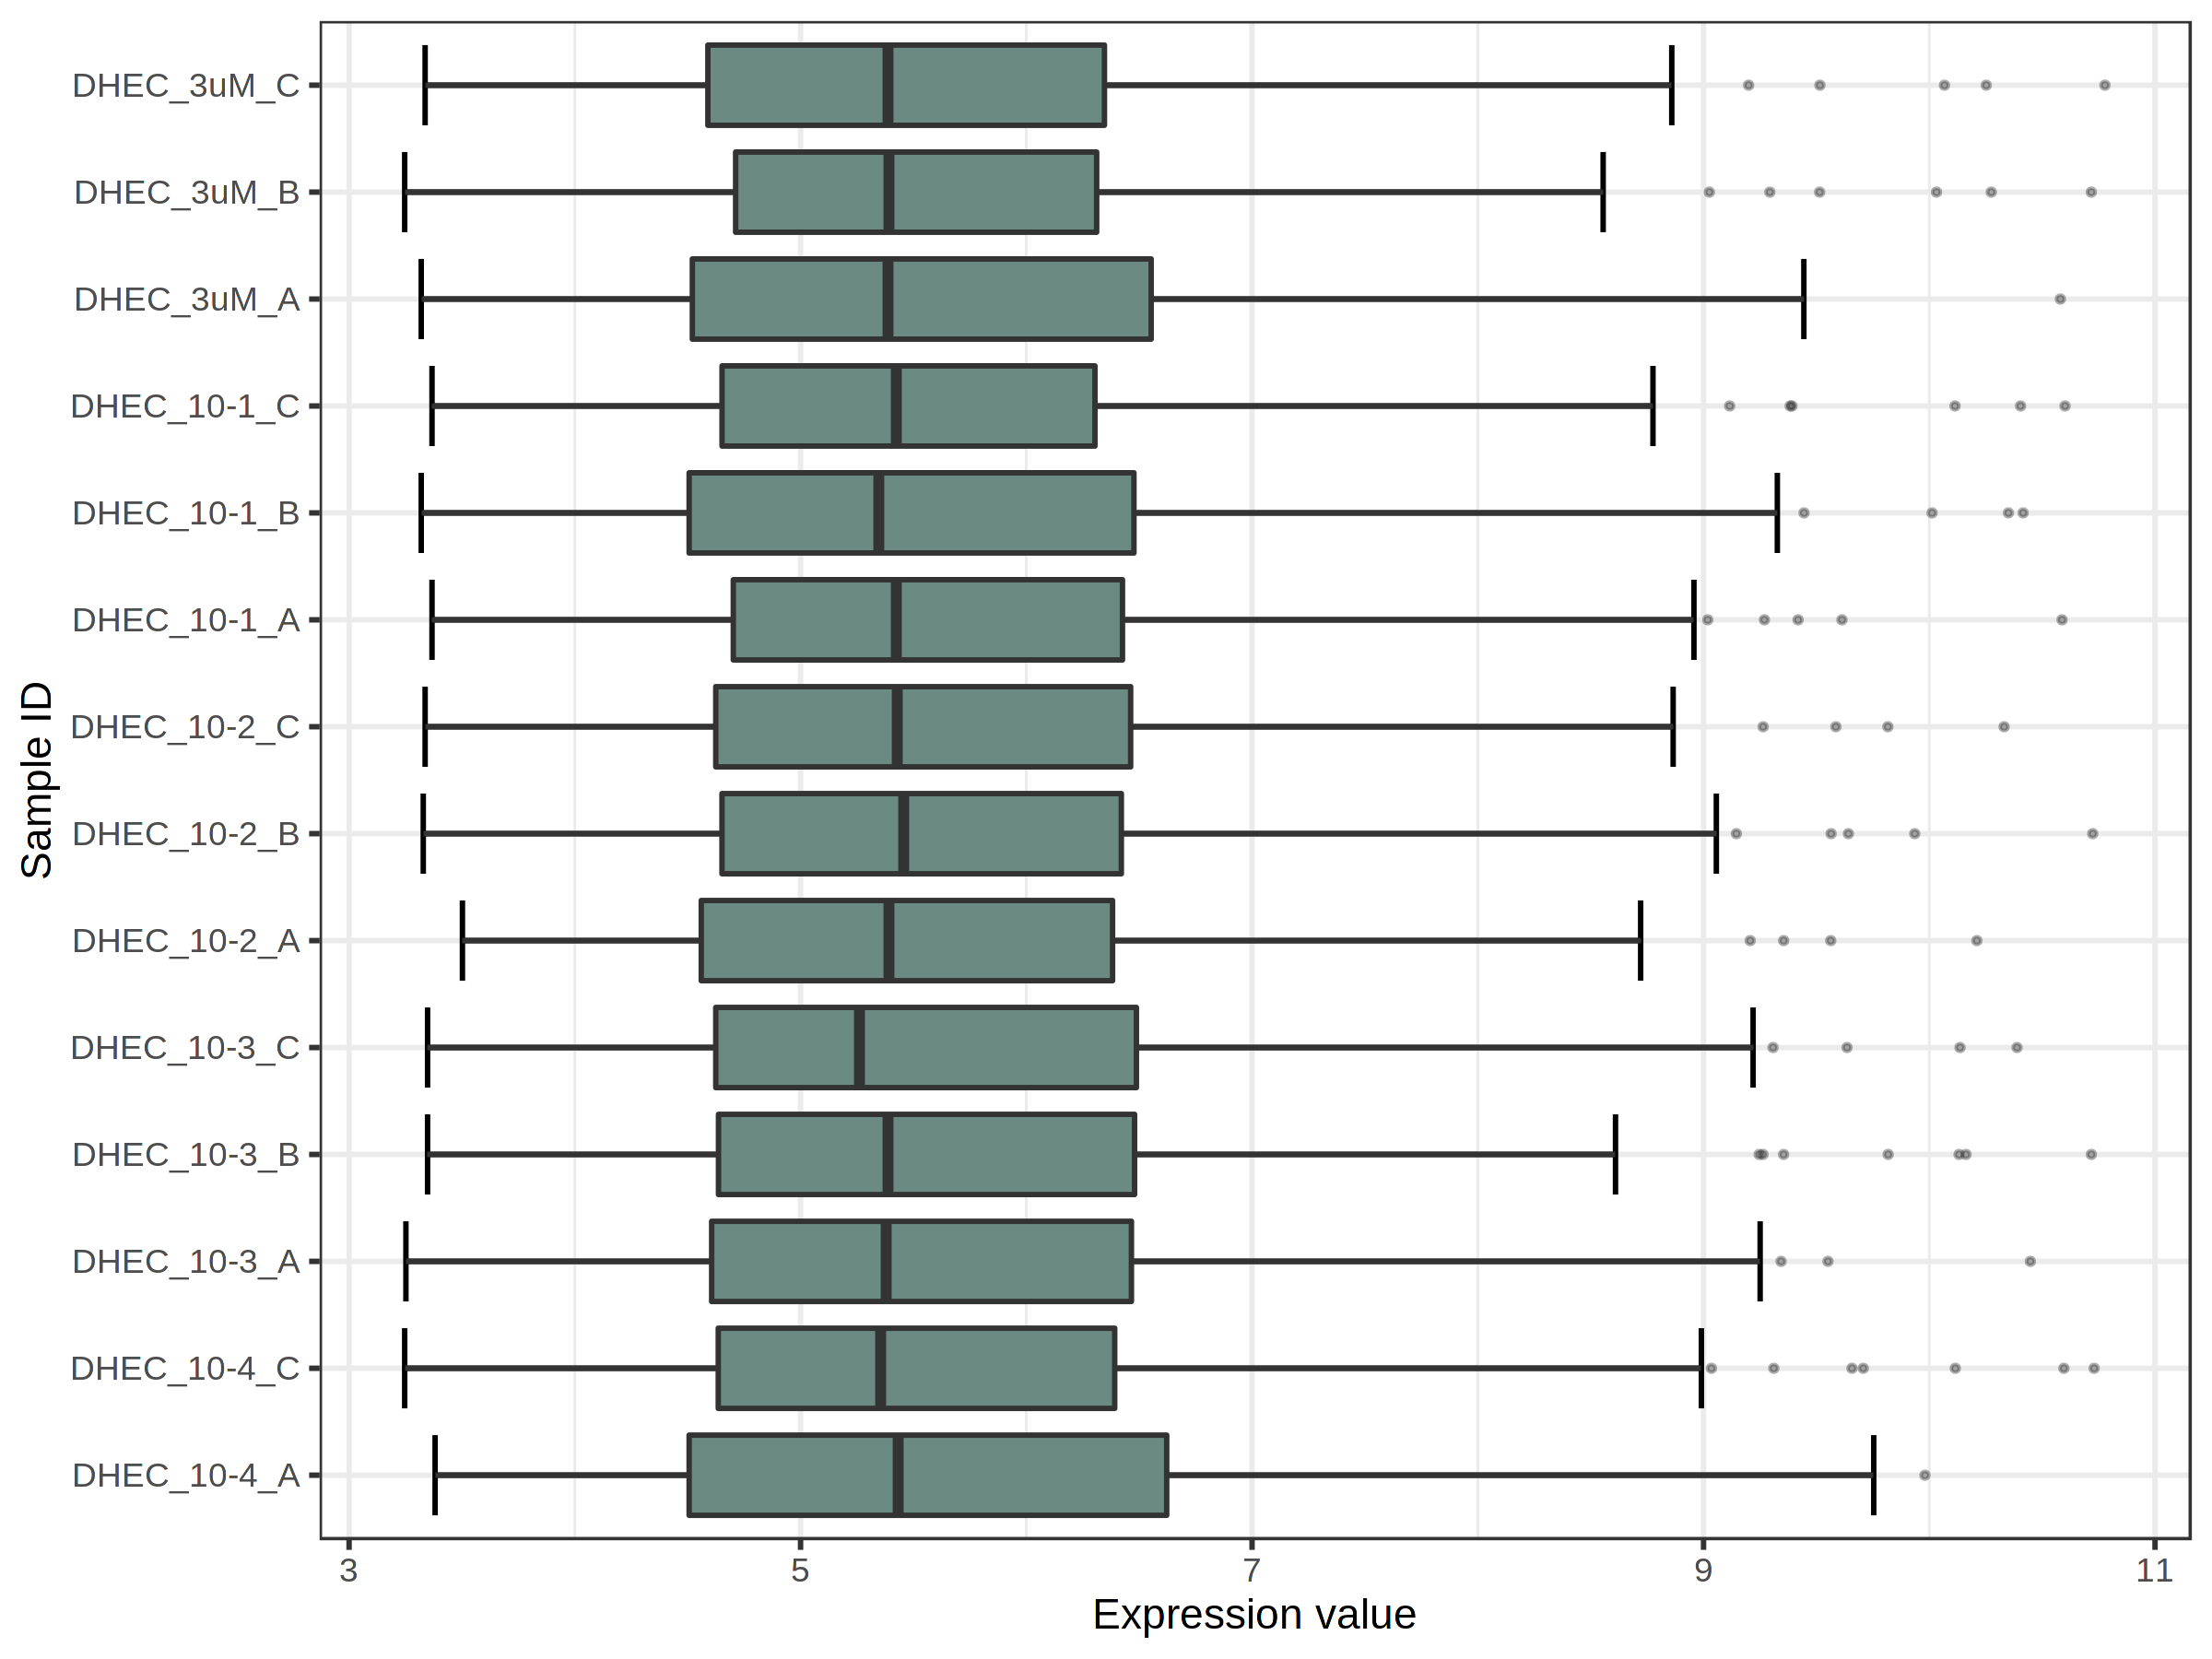 DHEC_3uM_C
DHEC_3uM_B
DHEC_3uM_A
DHEC_10-1_C
DHEC_10-1_B
DHEC_10-1_A
DHEC_10-2_C
DHEC_10-2_B
DHEC_10-2_A
DHEC_10-3_C
DHEC_10-3_B
DHEC_10-3_A
DHEC_10-4_C
DHEC_10-4_A
Sample ID
3 5 7 9 11
Expression value